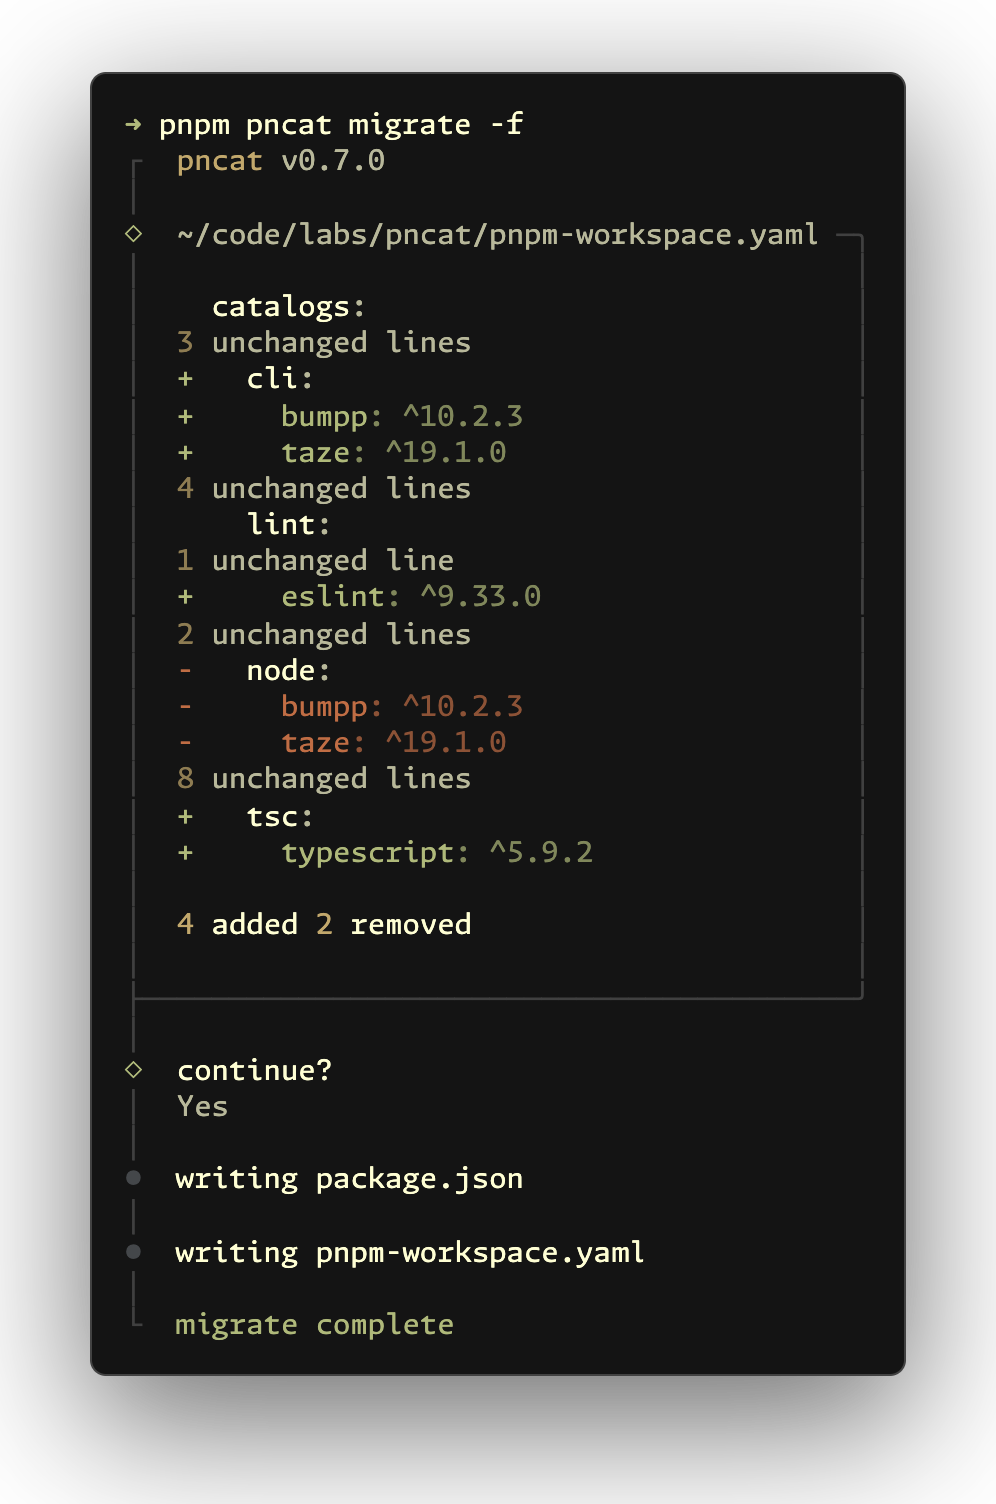 ➜ pnpm pncat migrate -f
pncat v0.7.0
~/code/labs/pncat/pnpm-workspace.yaml
catalogs:
3 unchanged lines
+   cli:
+     bumpp: ^10.2.3
+     taze: ^19.1.0
4 unchanged lines
lint:
1 unchanged line
+     eslint: ^9.33.0
2 unchanged lines
-   node:
-     bumpp: ^10.2.3
-     taze: ^19.1.0
8 unchanged lines
+   tsc:
+     typescript: ^5.9.2
4 added 2 removed
continue?
Yes
writing package.json
writing pnpm-workspace.yaml
migrate complete